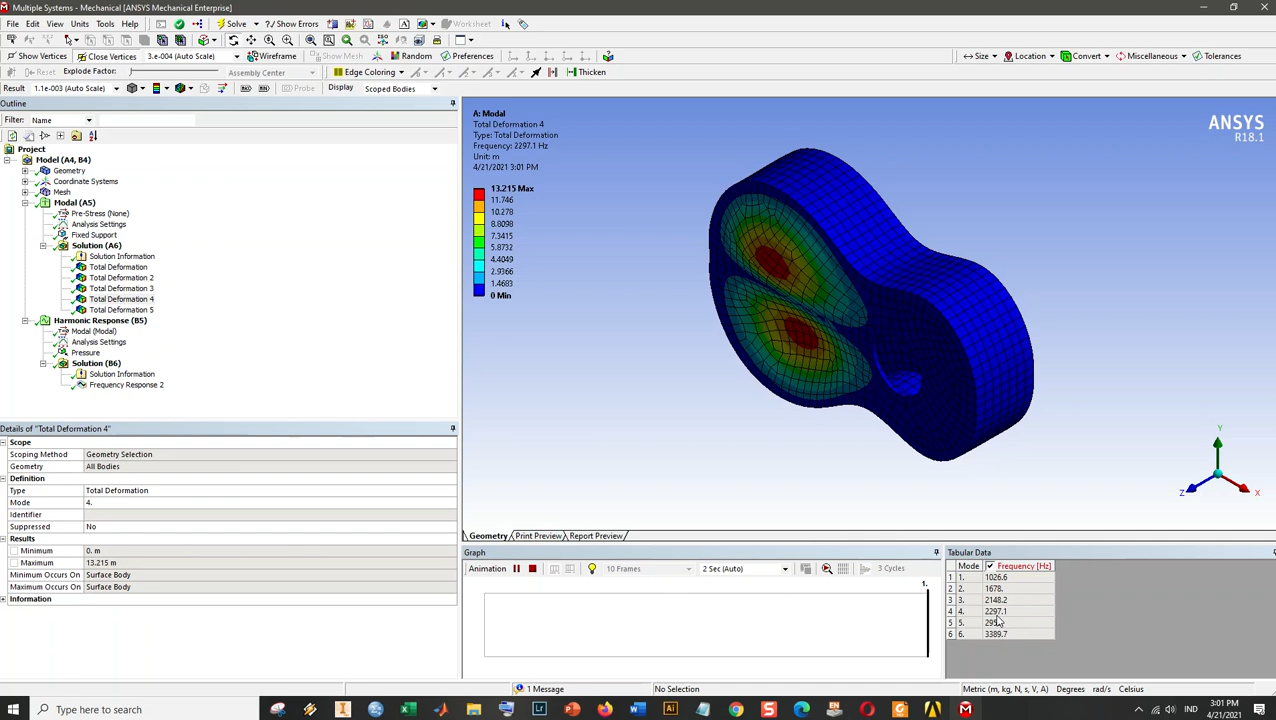 Multiple Systems - Mechanical [ANSYS Mechanical Enterprise]
File Edit View Units Tools Help Solve Show Errors Worksheet
Show Vertices Close Vertices 3.e-004 (Auto Scale) Wireframe Show Mesh Random Preferences Size Location Convert Miscellaneous Tolerances
Reset Explode Factor: Assembly Center Edge Coloring Thicken
Result 1.1e-003 (Auto Scale) Probe Display Scoped Bodies
Outline
Filter: Name
Project
Model (A4, B4)
Geometry
Coordinate Systems
Mesh
Modal (A5)
Pre-Stress (None)
Analysis Settings
Fixed Support
Solution (A6)
Solution Information
Total Deformation
Total Deformation 2
Total Deformation 3
Total Deformation 4
Total Deformation 5
Harmonic Response (B5)
Modal (Modal)
Analysis Settings
Pressure
Solution (B6)
Solution Information
Frequency Response 2
Details of "Total Deformation 4"
Scope
Scoping Method Geometry Selection
Geometry All Bodies
Definition
Type Total Deformation
Mode 4.
Identifier
Suppressed No
Results
Minimum 0. m
Maximum 13.215 m
Minimum Occurs On Surface Body
Maximum Occurs On Surface Body
Information
A: Modal
Total Deformation 4
Type: Total Deformation
Frequency: 2297.1 Hz
Unit: m
4/21/2021 3:01 PM
13.215 Max
11.746
10.278
8.8098
7.3415
5.8732
4.4049
2.9366
1.4683
0 Min
ANSYS
R18.1
Y
Z
X
Geometry Print Preview Report Preview
Graph
Animation 10 Frames 2 Sec (Auto) 3 Cycles
1.
Tabular Data
Mode Frequency [Hz]
1 1. 1026.6
2 2. 1678.
3 3. 2148.2
4 4. 2297.1
5 5.
6 6. 3389.7
1 Message No Selection Metric (m, kg, N, s, V, A) Degrees rad/s Celsius
Type here to search
IND 3:01 PM
4/21/2021